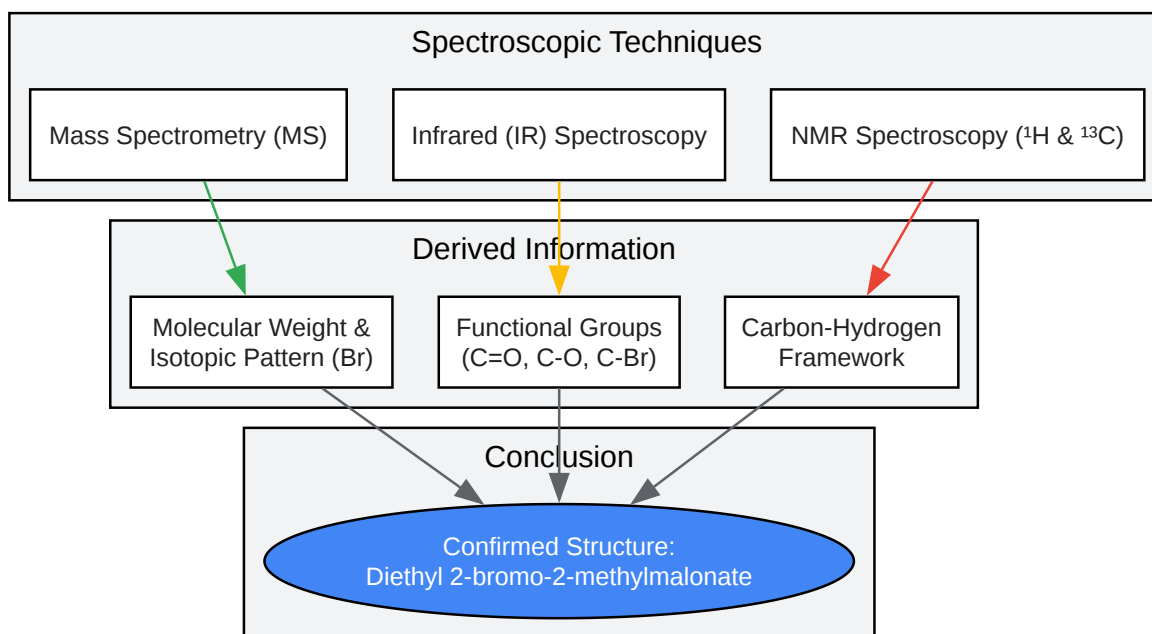 Spectroscopic Techniques
Mass Spectrometry (MS)
Infrared (IR) Spectroscopy
NMR Spectroscopy (¹H & ¹³C)
Derived Information
Molecular Weight &
Isotopic Pattern (Br)
Functional Groups
(C=O, C-O, C-Br)
Carbon-Hydrogen
Framework
Conclusion
Confirmed Structure:
Diethyl 2-bromo-2-methylmalonate